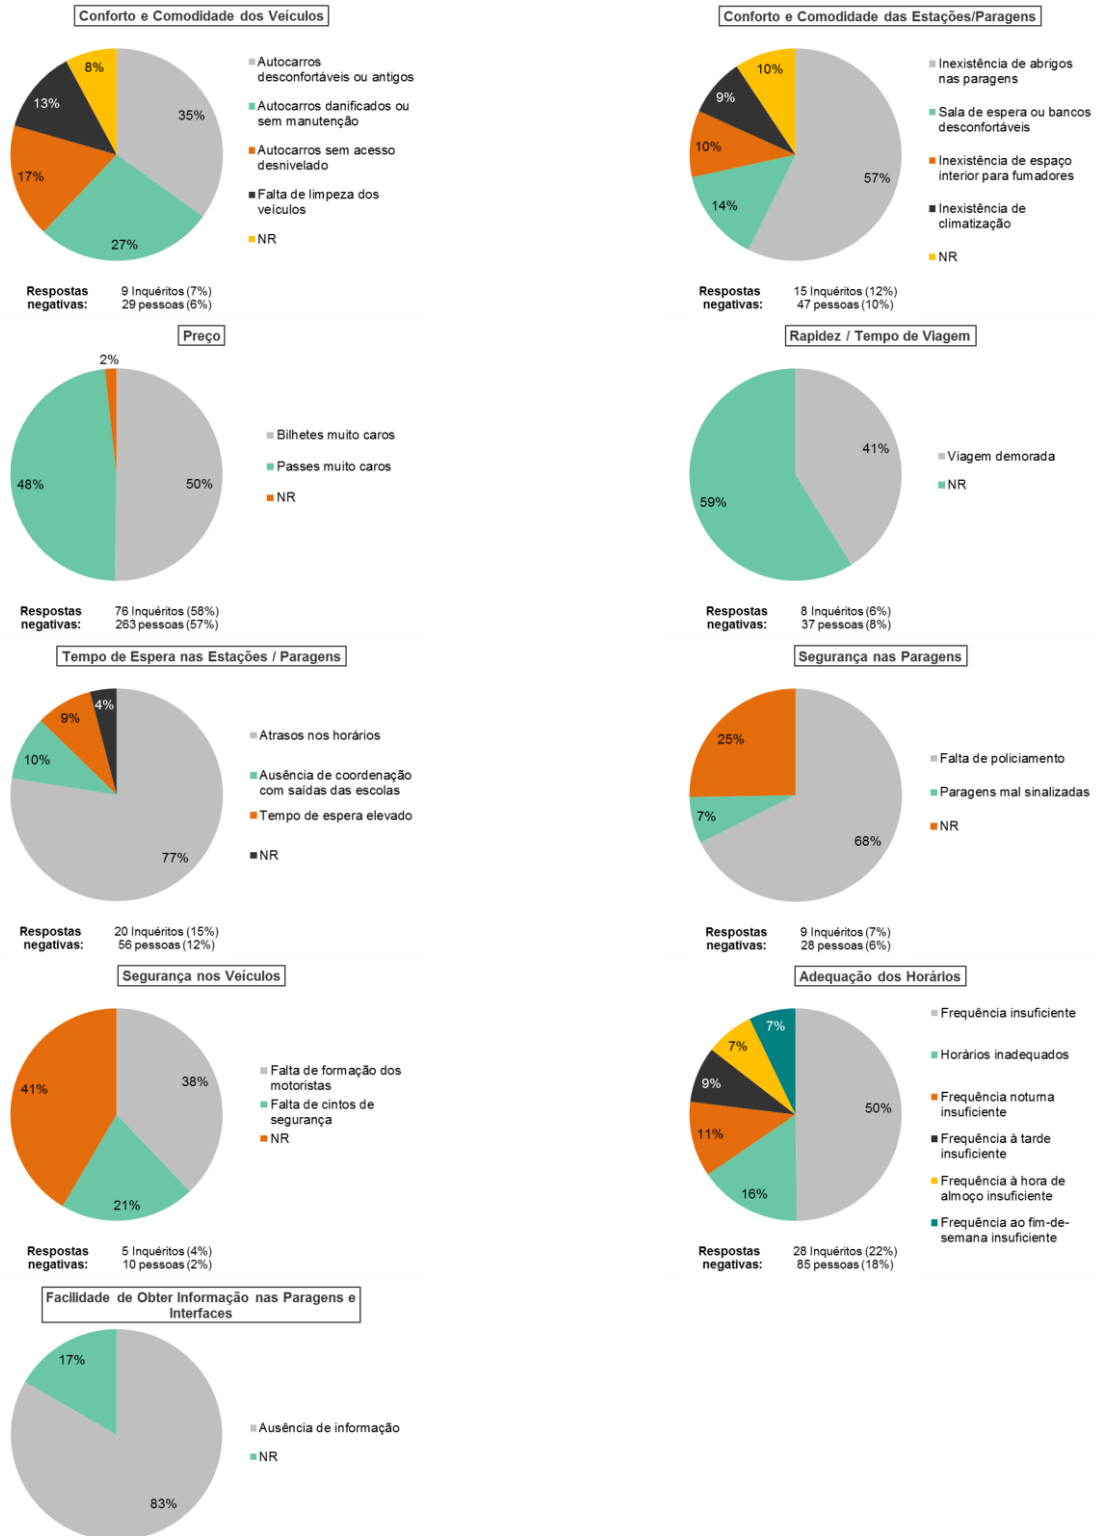 Conforto e Comodidade dos Veículos
8%
13%
35%
17%
27%
Autocarros
desconfortáveis ou antigos
Autocarros danificados ou
sem manutenção
Autocarros sem acesso
desnivelado
Falta de limpeza dos
veículos
NR
Respostas negativas:
9 Inquéritos (7%)
29 pessoas (6%)
Conforto e Comodidade das Estações/Paragens
10%
9%
10%
57%
14%
Inexistência de abrigos
nas paragens
Sala de espera ou bancos
desconfortáveis
Inexistência de espaço
interior para fumadores
Inexistência de
climatização
NR
Respostas negativas:
15 Inquéritos (12%)
47 pessoas (10%)
Preço
2%
48%
50%
Bilhetes muito caros
Passes muito caros
NR
Respostas negativas:
76 Inquéritos (58%)
263 pessoas (57%)
Rapidez / Tempo de Viagem
41%
59%
Viagem demorada
NR
Respostas negativas:
8 Inquéritos (6%)
37 pessoas (8%)
Tempo de Espera nas Estações / Paragens
4%
9%
10%
77%
Atrasos nos horários
Ausência de coordenação
com saídas das escolas
Tempo de espera elevado
NR
Respostas negativas:
20 Inquéritos (15%)
56 pessoas (12%)
Segurança nas Paragens
25%
7%
68%
Falta de policiamento
Paragens mal sinalizadas
NR
Respostas negativas:
9 Inquéritos (7%)
28 pessoas (6%)
Segurança nos Veículos
41%
38%
21%
Falta de formação dos
motoristas
Falta de cintos de
segurança
NR
Respostas negativas:
5 Inquéritos (4%)
10 pessoas (2%)
Adequação dos Horários
7%
7%
9%
50%
11%
16%
Frequência insuficiente
Horários inadequados
Frequência noturna
insuficiente
Frequência à tarde
insuficiente
Frequência à hora de
almoço insuficiente
Frequência ao fim-de-
semana insuficiente
Respostas negativas:
28 Inquéritos (22%)
85 pessoas (18%)
Facilidade de Obter Informação nas Paragens e
Interfaces
17%
83%
Ausência de informação
NR